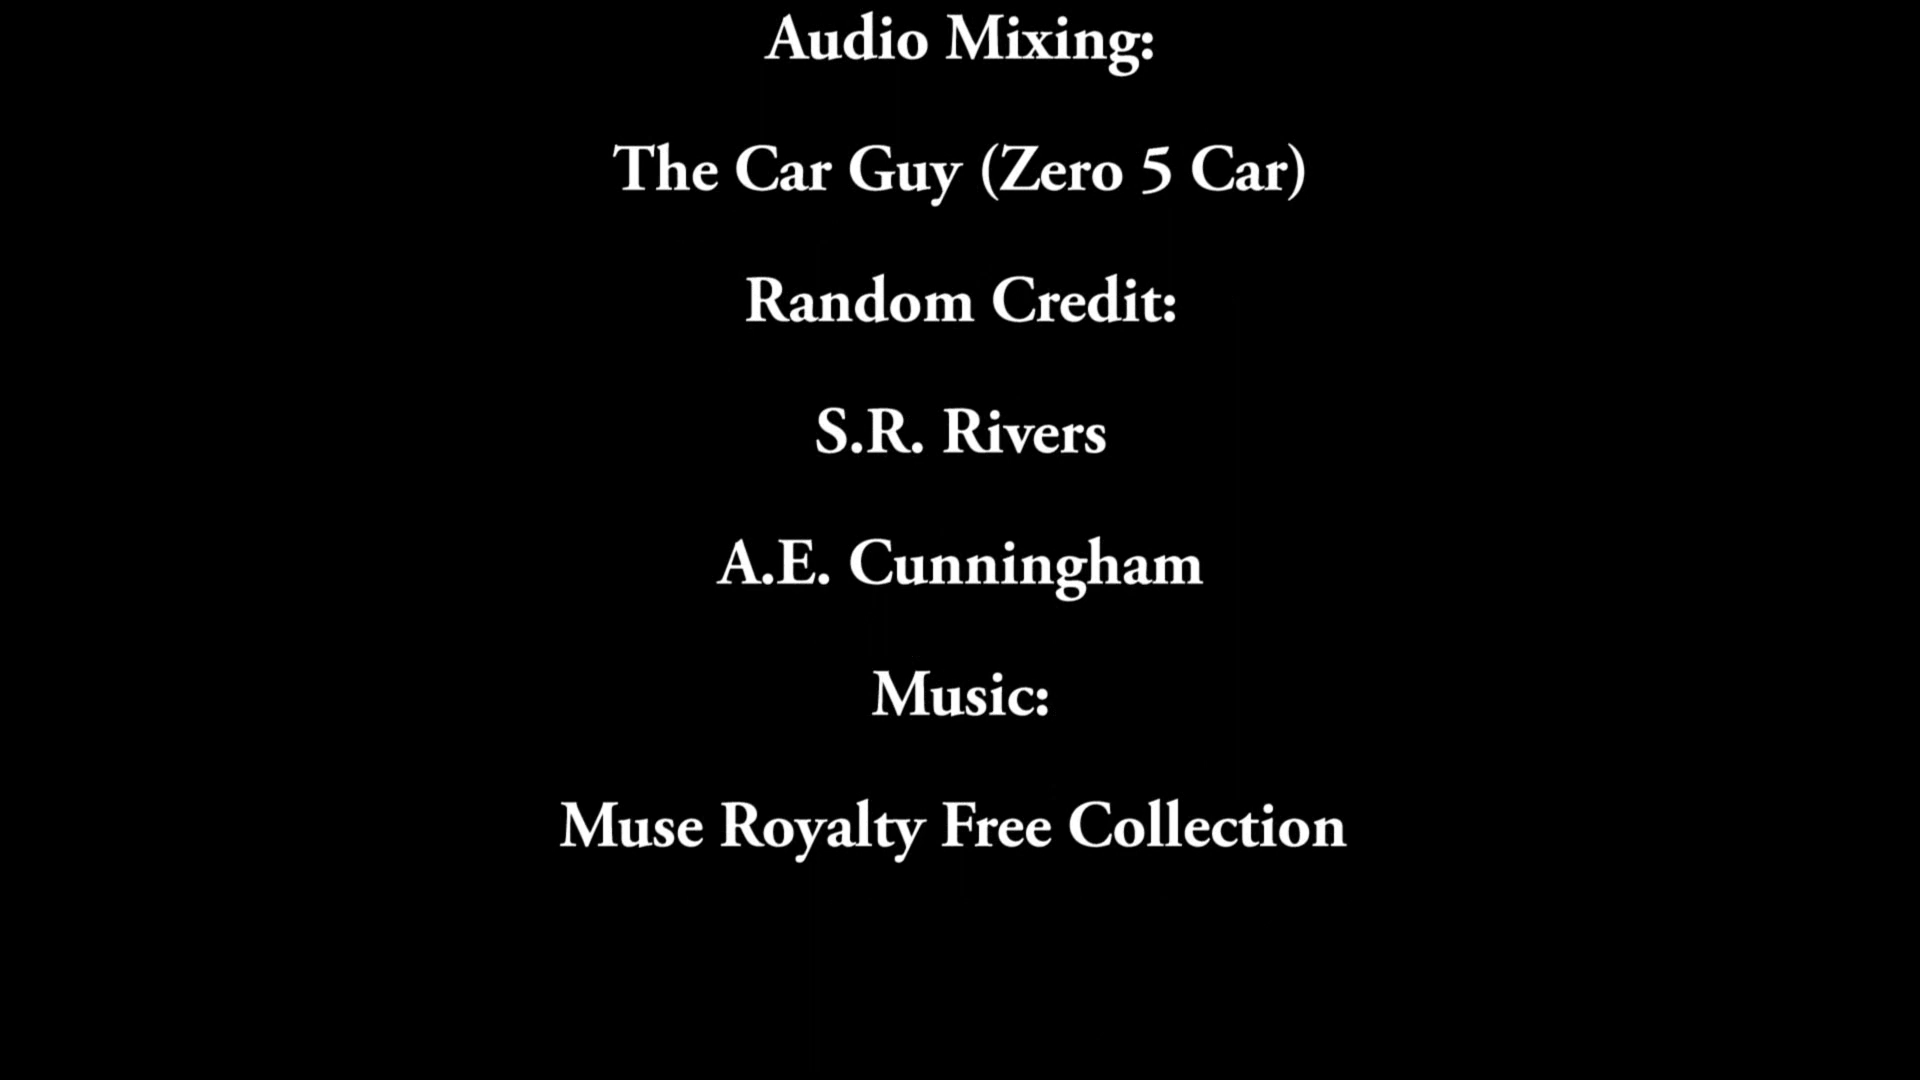 Audio Mixing:
The Car Guy (Zero 5 Car)
Random Credit:
S.R. Rivers
A.E. Cunningham
Music:
Muse Royalty Free Collection